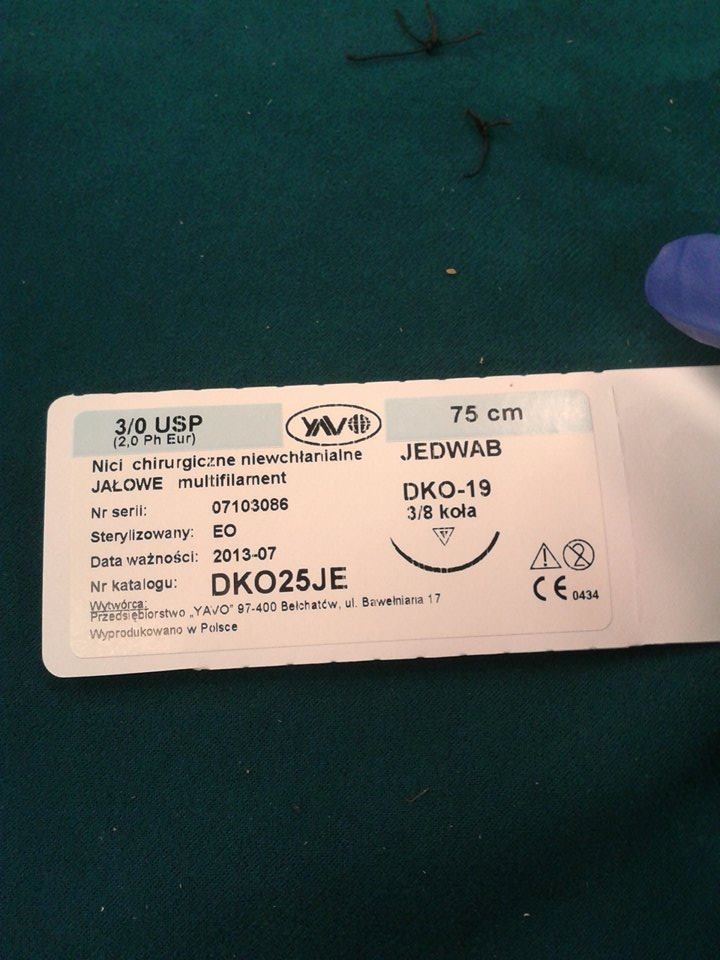 3/0 USP
(2,0 Ph Eur)
YAVO
75 cm
Nici chirurgiczne niewchłanialne
JAŁOWE multifilament
JEDWAB
Nr serii: 07103086
DKO-19
3/8 koła
Sterylizowany: EO
Data ważności: 2013-07
Nr katalogu: DKO25JE
Wytwórca:
Przedsiębiorstwo „YAVO" 97-400 Bełchatów, ul. Bawełniana 17
Wyprodukowano w Polsce
2
CE 0434